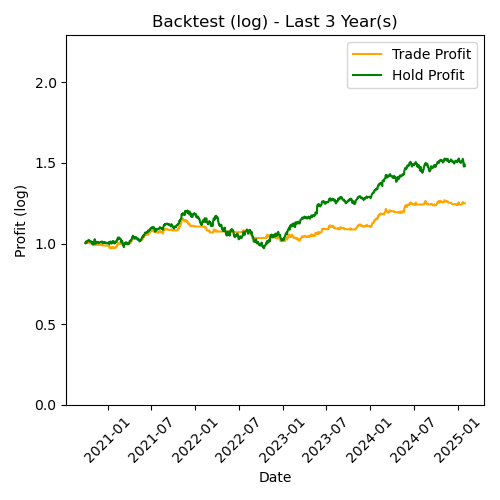 Backtest (log) - Last 3 Year(s)
Trade Profit
Hold Profit
Profit (log)
2.0
1.5
1.0
0.5
0.0
2021-01
2021-07
2022-01
2022-07
2023-01
2023-07
2024-01
2024-07
2025-01
Date